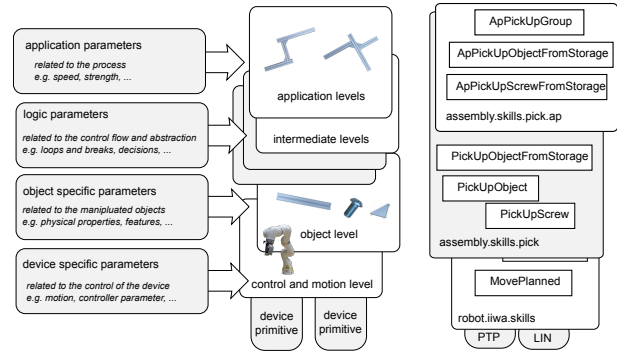 application parameters
related to the process
e.g. speed, strength, ...
logic parameters
related to the control flow and abstraction
e.g. loops and breaks, decisions, ...
object specific parameters
related to the manipluated objects
e.g. physical properties, features, ...
device specific parameters
related to the control of the device
e.g. motion, controller parameter, ...
application levels
intermediate levels
object level
control and motion level
device
primitive
device
primitive
ApPickUpGroup
ApPickUpObjectFromStorage
ApPickUpScrewFromStorage
assembly.skills.pick.ap
PickUpObjectFromStorage
PickUpObject
PickUpScrew
assembly.skills.pick
MovePlanned
robot.iiwa.skills
PTP
LIN